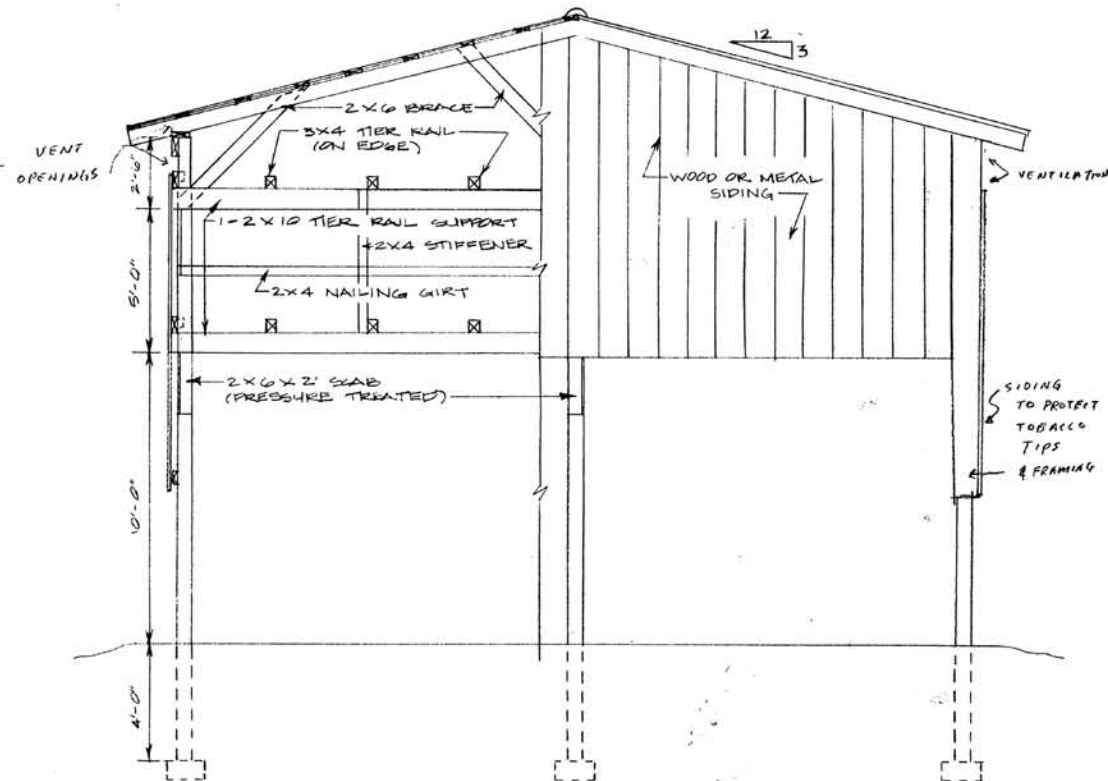 12
3
2X6 BRACE
3X4 TIER RAIL
(ON EDGE)
VENT
OPENINGS
2'-6"
WOOD OR METAL
SIDING
VENTILATION
1-2X10 TIER RAIL SUPPORT
2X4 STIFFENER
5'-0"
2X4 NAILING GIRT
2X6X2' SCAB
(PRESSURE TREATED)
SIDING
TO PROTECT
TOBACCO
TIPS
& FRAMING
10'-0"
4'-0"